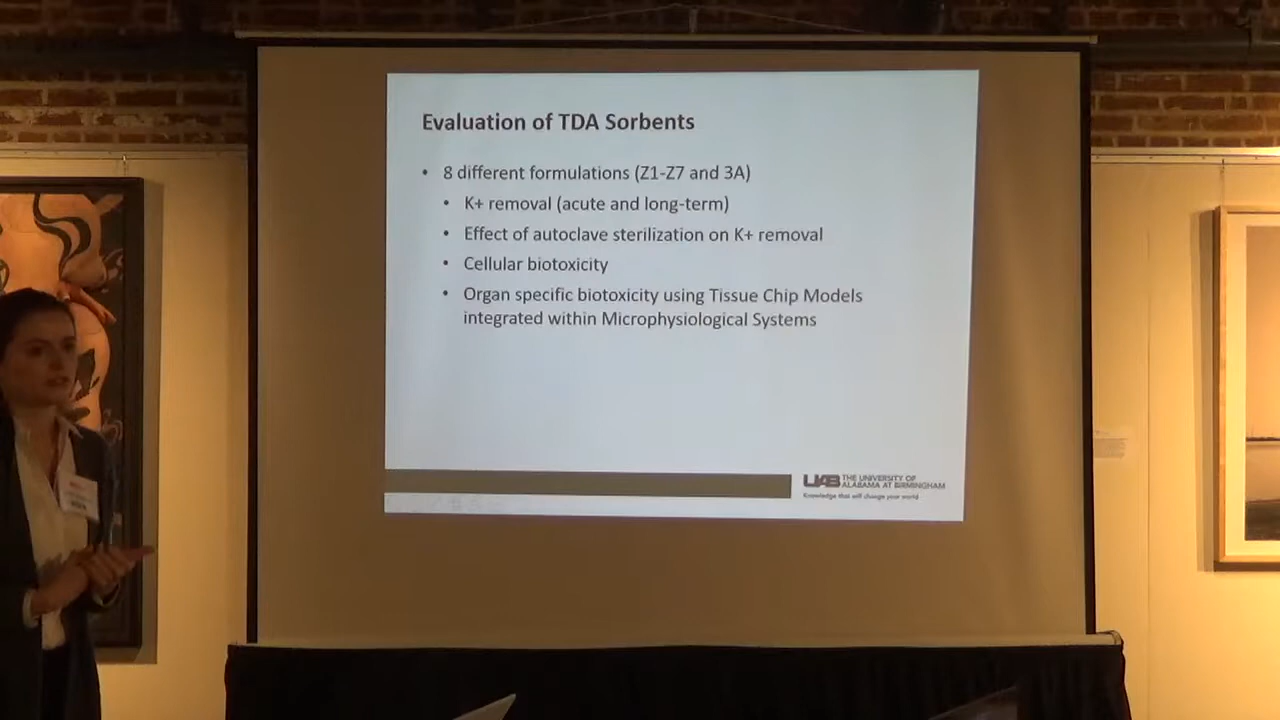 Evaluation of TDA Sorbents
• 8 different formulations (Z1-Z7 and 3A)
• K+ removal (acute and long-term)
• Effect of autoclave sterilization on K+ removal
• Cellular biotoxicity
• Organ specific biotoxicity using Tissue Chip Models
integrated within Microphysiological Systems
UAB THE UNIVERSITY OF
ALABAMA AT BIRMINGHAM
Knowledge that will change your world